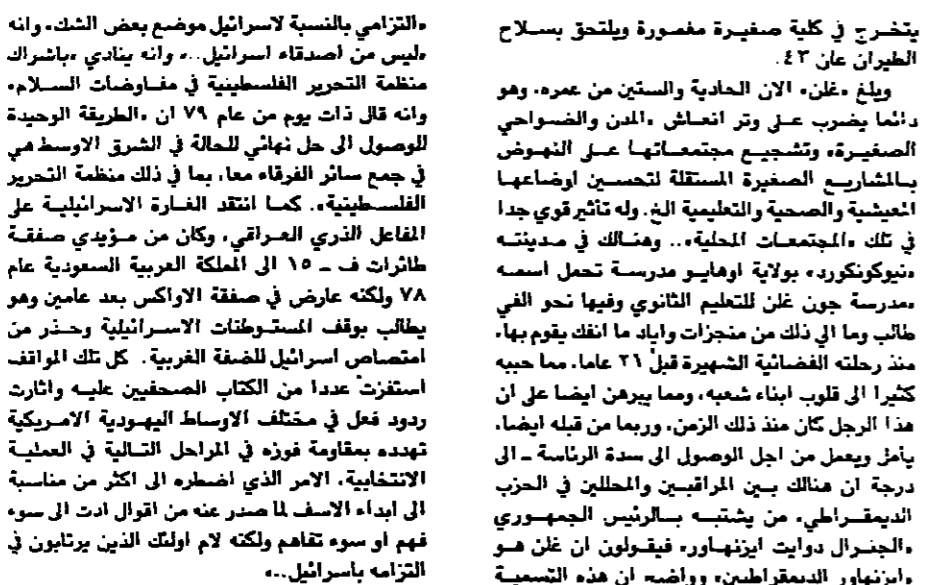 يتخرج في كلية صغيرة مغمورة ويلتحق بسلاح
الطيران عان ٤٣.
ويلغ «غلن» الان الحادية والستين من عمره، وهو
دائما يضرب على وتر انعاش «المدن والضواحي
الصغيرة» وتشجيع مجتمعاتها على النهوض
بالمشاريع الصغيرة المستقلة لتحسين اوضاعها
المعيشية والصحية والتعليمية الخ. وله تأثير قوي جدا
في تلك «المجتمعات المحلية».. وهنالك في مدينته
«نيوكونكورد» بولاية اوهايو مدرسة تحمل اسمه
«مدرسة جون غلن للتعليم الثانوي وفيها نحو الفي
طالب وما الى ذلك من منجزات واياد ما انفك يقوم بها،
منذ رحلته الفضائية الشهيرة قبل ٢٦ عاما، مما حببه
كثيرا الى قلوب ابناء شعبه، ومما يبرهن ايضا على ان
هذا الرجل كان منذ ذلك الزمن، وربما من قبله ايضا،
يأمل ويعمل من اجل الوصول الى سدة الرئاسة ـ الى
درجة ان هنالك بين المراقبين والمحللين في الحزب
الديمقراطي، من يشتبه بالرئيس الجمهوري
«الجنرال دوايت ايزنهاور» فيقولون ان غلن هو
«ايزنهاور الديمقراطيين» وواضح ان هذه التسمية
«التزامي بالنسبة لاسرائيل موضع بعض الشك، وانه
«ليس من اصدقاء اسرائيل..» وانه ينادي «باشراك
منظمة التحرير الفلسطينية في مفاوضات السلام»
وانه قال ذات يوم من عام ٧٩ ان «الطريقة الوحيدة
للوصول الى حل نهائي للحالة في الشرق الاوسط هي
في جمع سائر الفرقاء معا، بما في ذلك منظمة التحرير
الفلسطينية». كما انتقد الغارة الاسرائيلية على
المفاعل الذري العراقي، وكان من مؤيدي صفقة
طائرات ف ـ ١٥ الى المملكة العربية السعودية عام
٧٨ ولكنه عارض في صفقة الاواكس بعد عامين وهو
يطالب بوقف المستوطنات الاسرائيلية وحذر من
امتصاص اسرائيل للضفة الغربية. كل تلك المواقف
استفزت عددا من الكتاب الصحفيين عليه واثارت
ردود فعل في مختلف الاوساط اليهودية الامريكية
تهدده بمقاومة فوزه في المراحل التالية في العملية
الانتخابية، الامر الذي اضطره الى اكثر من مناسبة
الى ابداء الاسف لما صدر عنه من اقوال ادت الى سوء
فهم او سوء تفاهم ولكنه لام اولئك الذين يرتابون في
التزامه باسرائيل..»